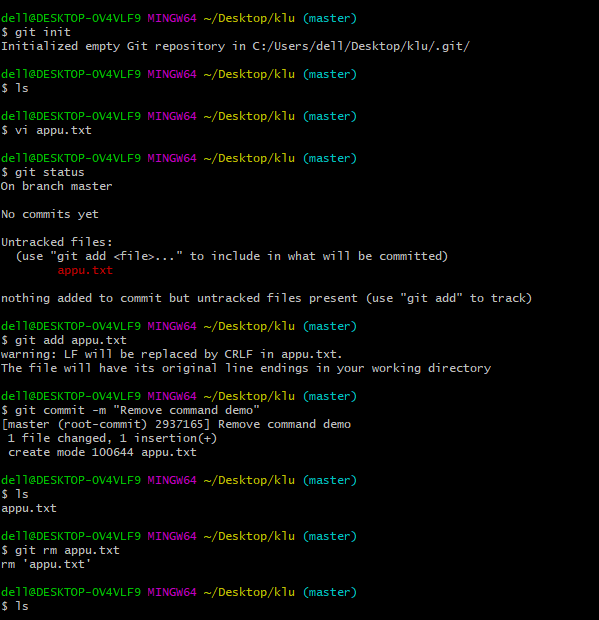 dell@DESKTOP-OV4VLF9 MINGW64 ~/Desktop/klu (master)
$ git init
Initialized empty Git repository in C:/Users/dell/Desktop/klu/.git/
dell@DESKTOP-OV4VLF9 MINGW64 ~/Desktop/klu (master)
$ ls
dell@DESKTOP-OV4VLF9 MINGW64 ~/Desktop/klu (master)
$ vi appu.txt
dell@DESKTOP-OV4VLF9 MINGW64 ~/Desktop/klu (master)
$ git status
On branch master
No commits yet
Untracked files:
(use "git add <file>..." to include in what will be committed)
appu.txt
nothing added to commit but untracked files present (use "git add" to track)
dell@DESKTOP-OV4VLF9 MINGW64 ~/Desktop/klu (master)
$ git add appu.txt
warning: LF will be replaced by CRLF in appu.txt.
The file will have its original line endings in your working directory
dell@DESKTOP-OV4VLF9 MINGW64 ~/Desktop/klu (master)
$ git commit -m "Remove command demo"
[master (root-commit) 2937165] Remove command demo
1 file changed, 1 insertion(+)
create mode 100644 appu.txt
dell@DESKTOP-OV4VLF9 MINGW64 ~/Desktop/klu (master)
$ ls
appu.txt
dell@DESKTOP-OV4VLF9 MINGW64 ~/Desktop/klu (master)
$ git rm appu.txt
rm 'appu.txt'
dell@DESKTOP-OV4VLF9 MINGW64 ~/Desktop/klu (master)
$ ls